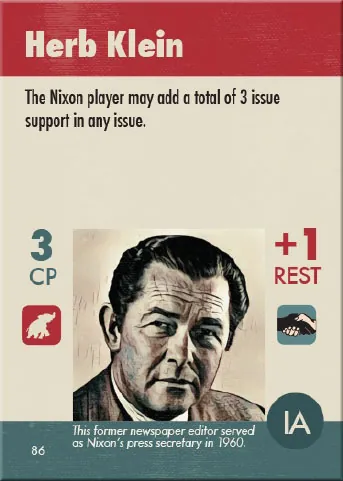 Herb Klein
The Nixon player may add a total of 3 issue
support in any issue.
3
CP
+1
REST
IA
This former newspaper editor served
as Nixon's press secretary in 1960.
86